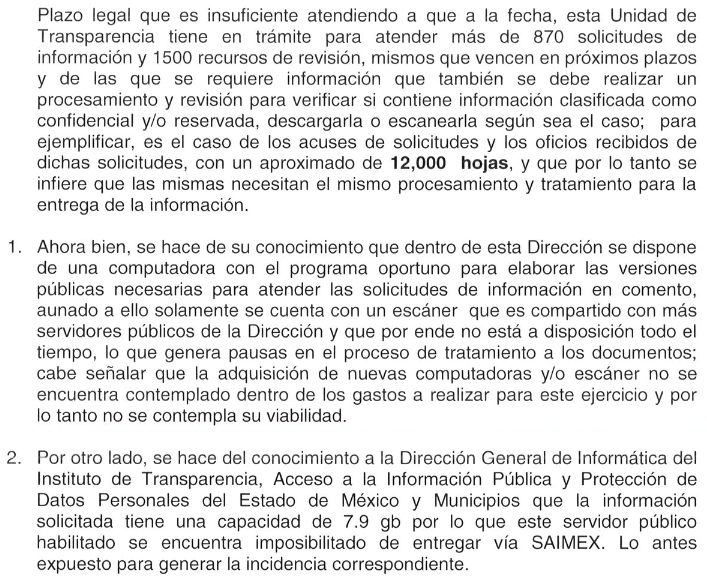 Plazo legal que es insuficiente atendiendo a que a la fecha, esta Unidad de
Transparencia tiene en trámite para atender más de 870 solicitudes de
información y 1500 recursos de revisión, mismos que vencen en próximos plazos
y de las que se requiere información que también se debe realizar un
procesamiento y revisión para verificar si contiene información clasificada como
confidencial y/o reservada, descargarla o escanearla según sea el caso; para
ejemplificar, es el caso de los acuses de solicitudes y los oficios recibidos de
dichas solicitudes, con un aproximado de 12,000 hojas, y que por lo tanto se
infiere que las mismas necesitan el mismo procesamiento y tratamiento para la
entrega de la información.
1. Ahora bien, se hace de su conocimiento que dentro de esta Dirección se dispone
de una computadora con el programa oportuno para elaborar las versiones
públicas necesarias para atender las solicitudes de información en comento,
aunado a ello solamente se cuenta con un escáner que es compartido con más
servidores públicos de la Dirección y que por ende no está a disposición todo el
tiempo, lo que genera pausas en el proceso de tratamiento a los documentos;
cabe señalar que la adquisición de nuevas computadoras y/o escáner no se
encuentra contemplado dentro de los gastos a realizar para este ejercicio y por
lo tanto no se contempla su viabilidad.
2. Por otro lado, se hace del conocimiento a la Dirección General de Informática del
Instituto de Transparencia, Acceso a la Información Pública y Protección de
Datos Personales del Estado de México y Municipios que la información
solicitada tiene una capacidad de 7.9 gb por lo que este servidor público
habilitado se encuentra imposibilitado de entregar vía SAIMEX. Lo antes
expuesto para generar la incidencia correspondiente.